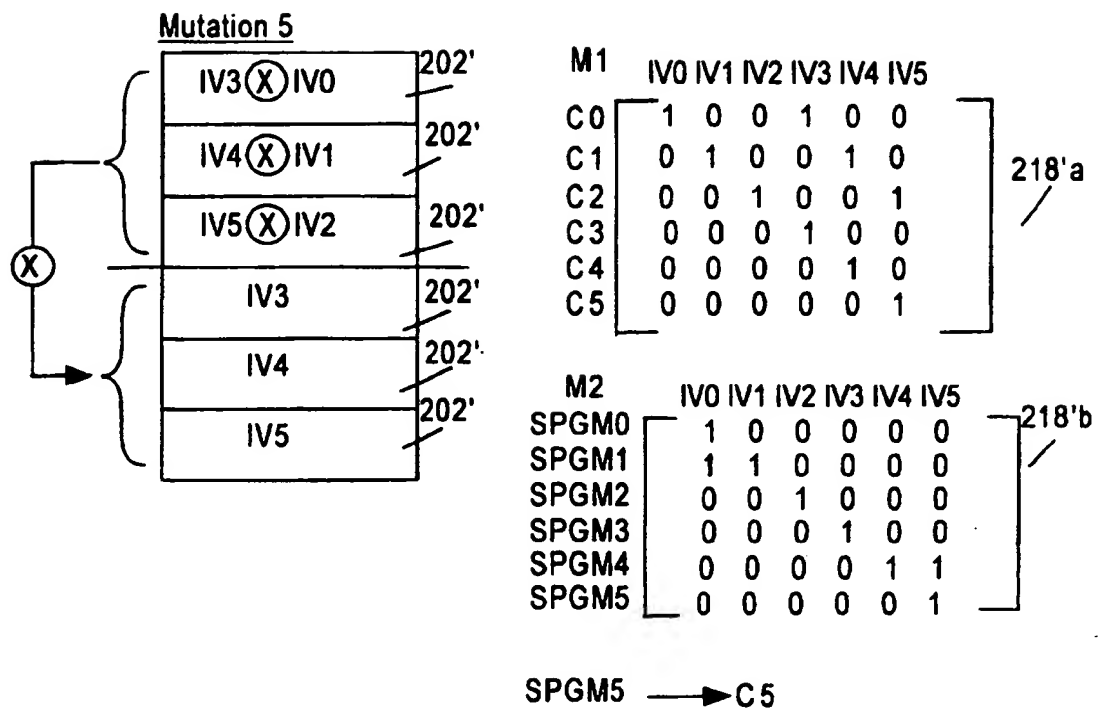 Mutation 5
IV3 X IV0 202'
IV4 X IV1 202'
IV5 X IV2 202'
X
IV3 202'
IV4 202'
IV5 202'
M1 IV0 IV1 IV2 IV3 IV4 IV5
C0 1 0 0 1 0 0
C1 0 1 0 0 1 0
C2 0 0 1 0 0 1
C3 0 0 0 1 0 0
C4 0 0 0 0 1 0
C5 0 0 0 0 0 1
218'a
M2 IV0 IV1 IV2 IV3 IV4 IV5
SPGM0 1 0 0 0 0 0
SPGM1 1 1 0 0 0 0
SPGM2 0 0 1 0 0 0
SPGM3 0 0 0 1 0 0
SPGM4 0 0 0 0 1 1
SPGM5 0 0 0 0 0 1
218'b
SPGM5 → C5